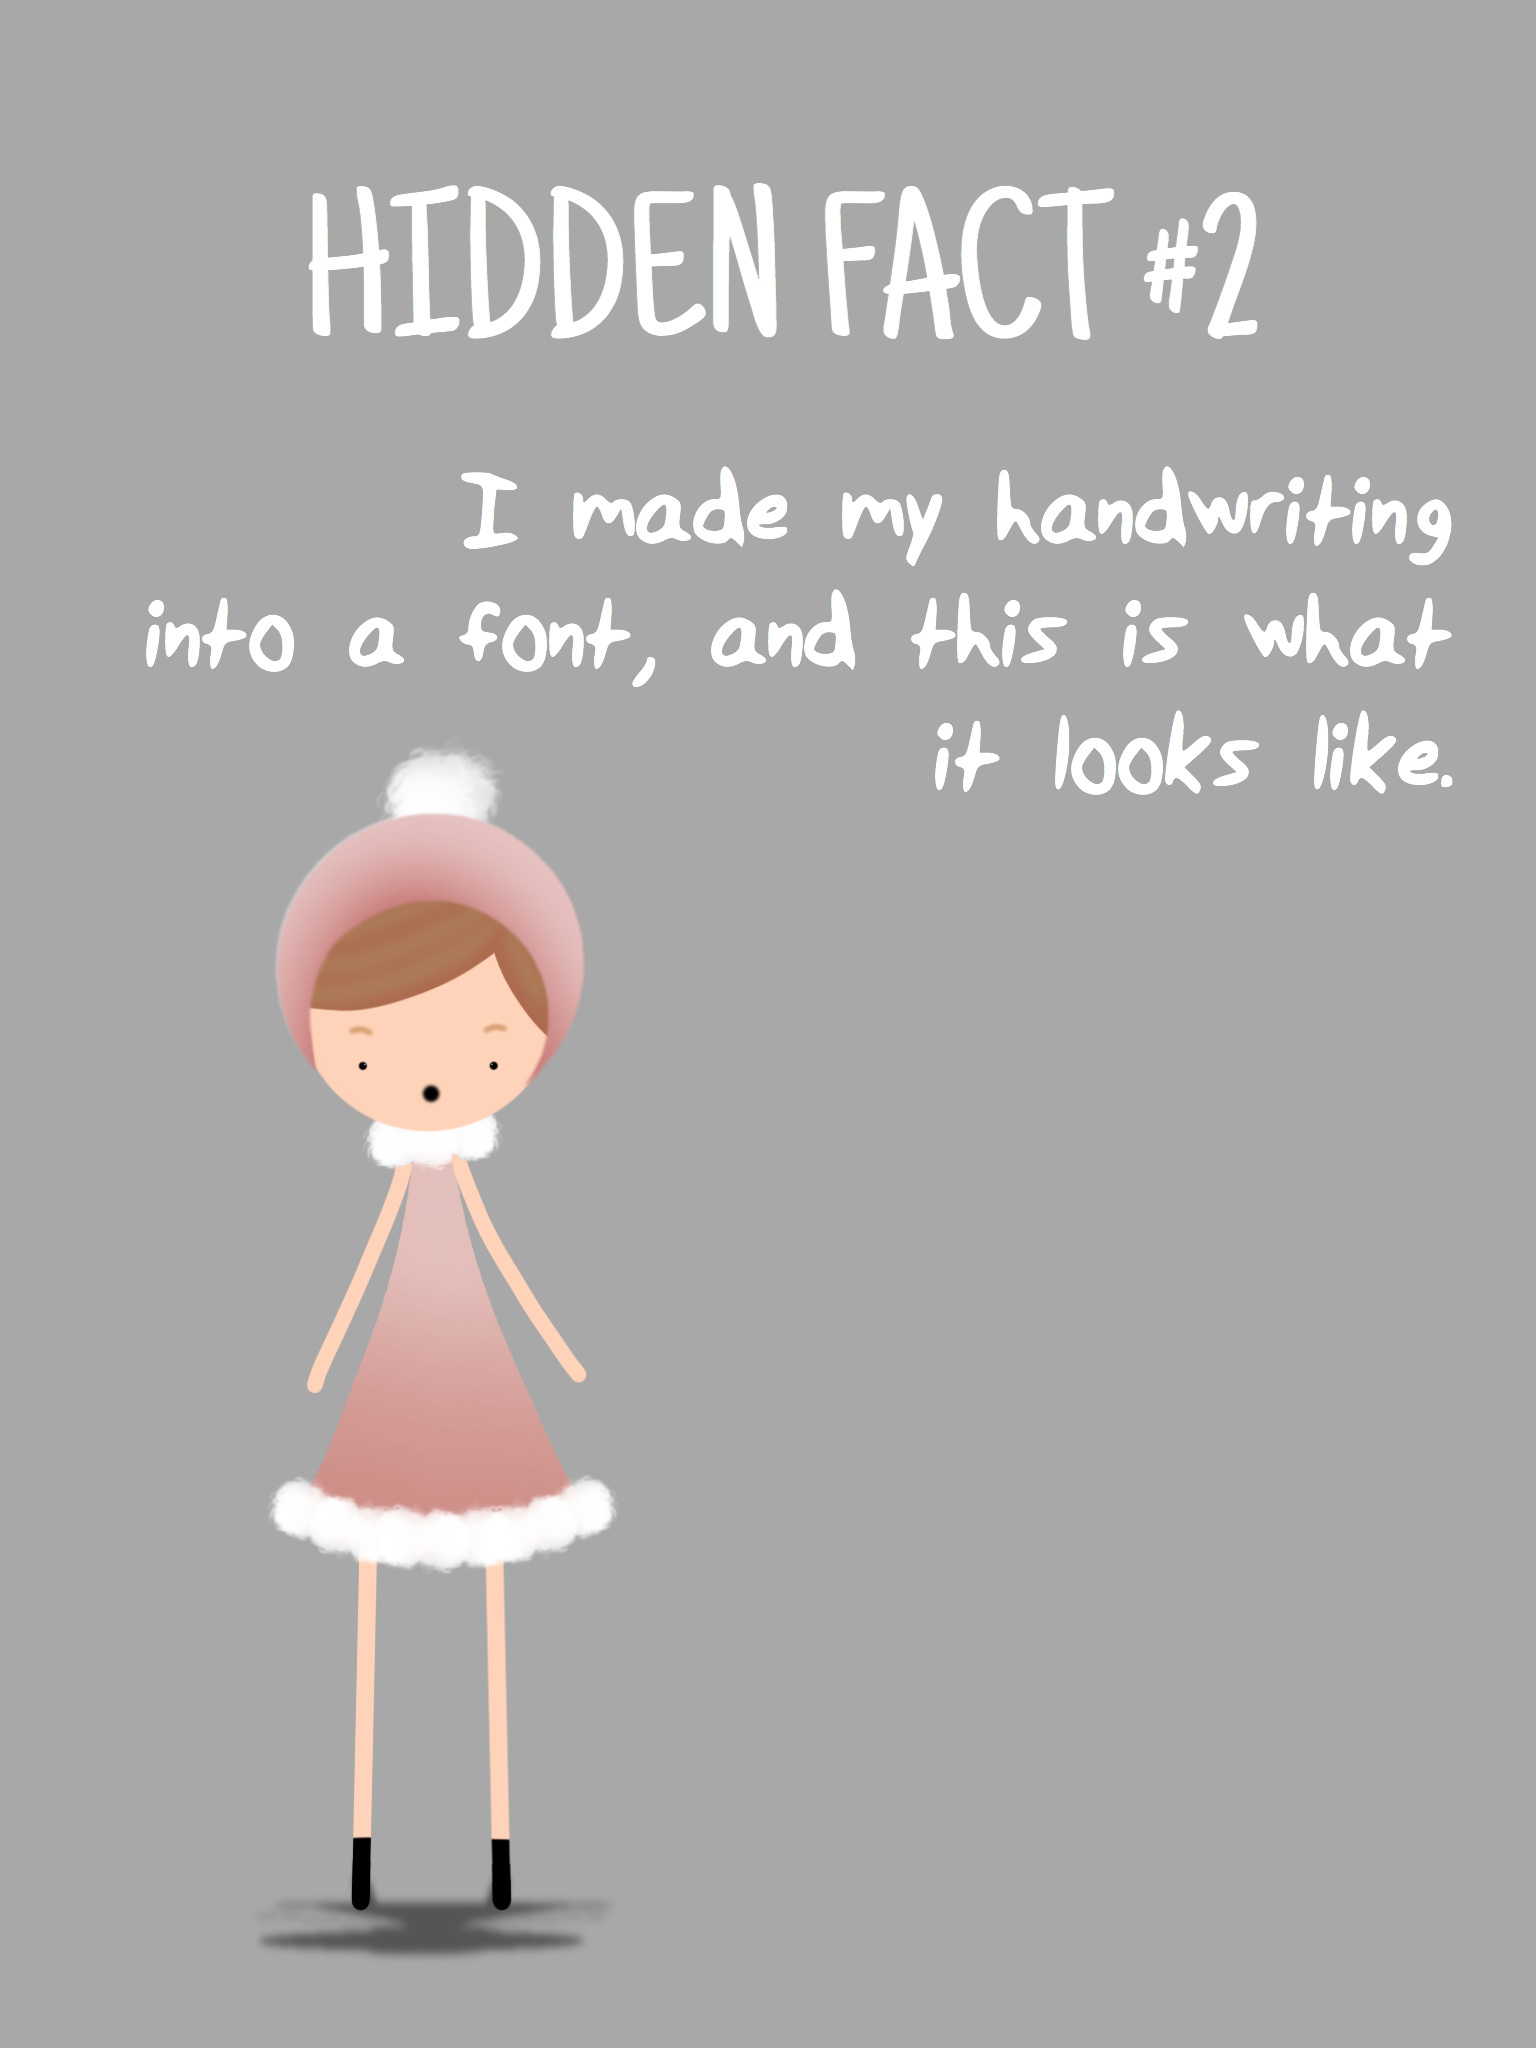 HIDDEN FACT #2
I made my handwriting
into a font, and this is what
it looks like.